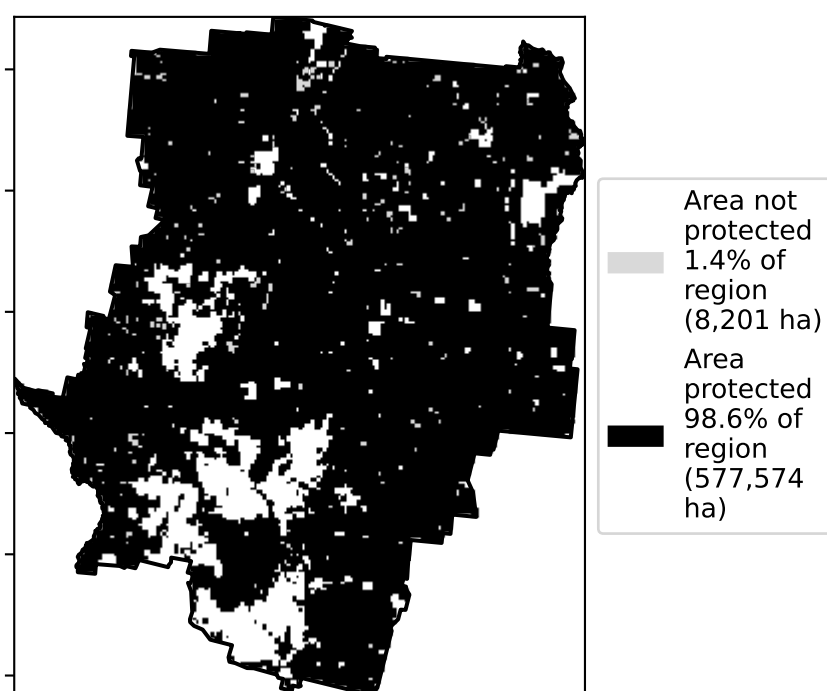 Area not
protected
1.4% of
region
(8,201 ha)
Area
protected
98.6% of
region
(577,574
ha)